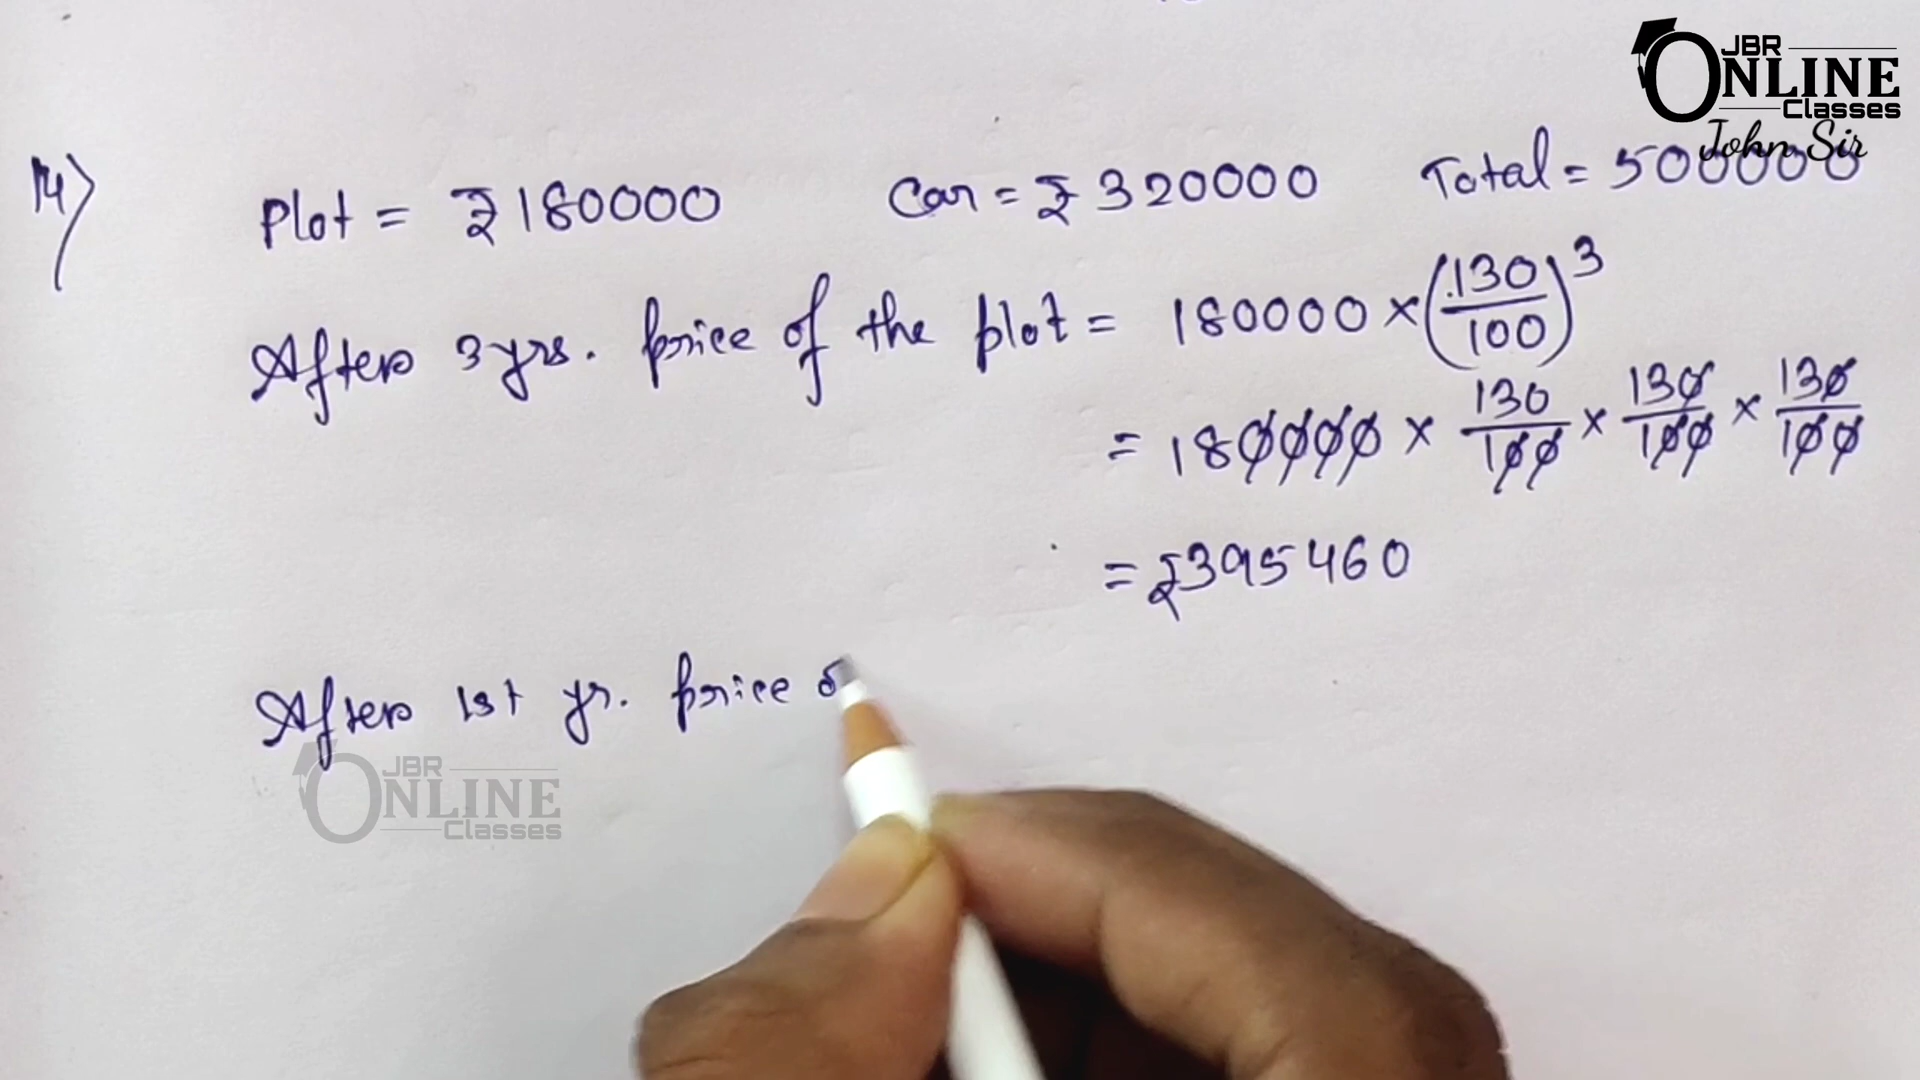 JBR
ONLINE
Classes
John Sir
14) Plot = ₹180000 Car = ₹320000 Total = 500000
After 3 yrs. price of the plot = 180000 × (130/100)³
= 180000 × 130/100 × 130/100 × 130/100
= ₹395460
After 1st yr. price o
JBR
ONLINE
Classes